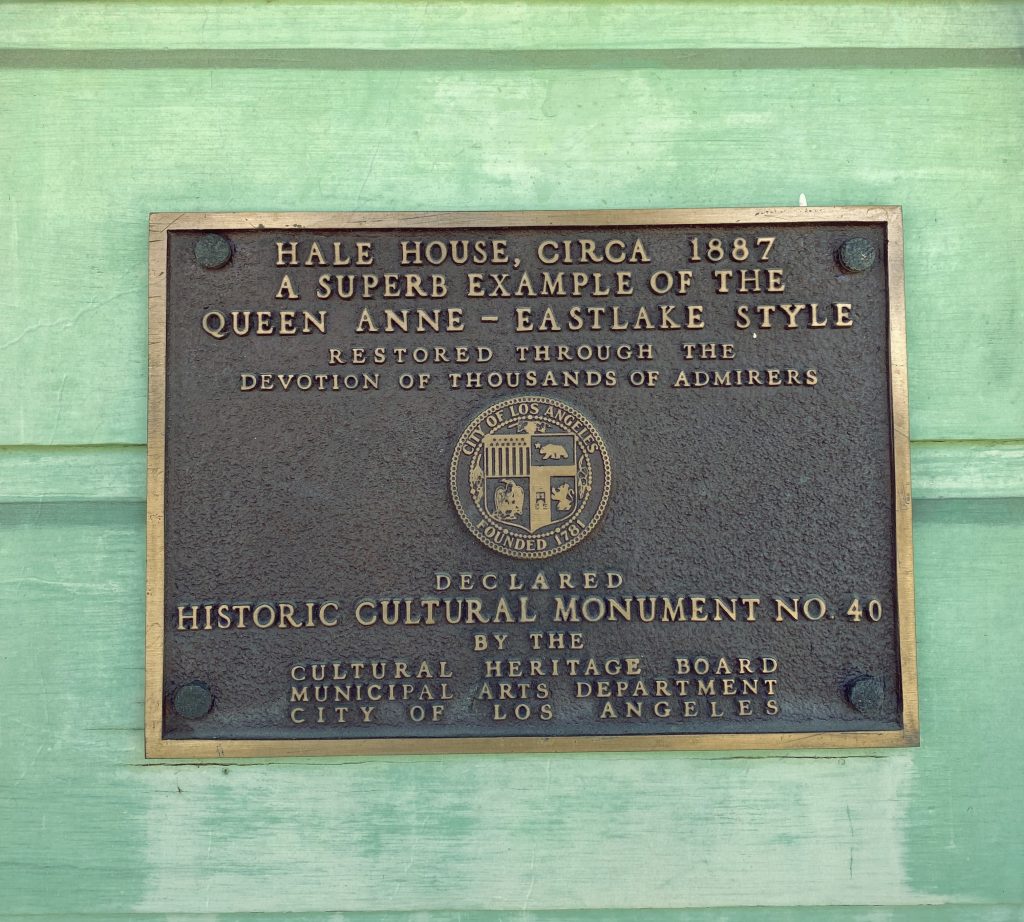 HALE HOUSE, CIRCA 1887
A SUPERB EXAMPLE OF THE
QUEEN ANNE – EASTLAKE STYLE
RESTORED THROUGH THE
DEVOTION OF THOUSANDS OF ADMIRERS
CITY OF LOS ANGELES
FOUNDED 1781
DECLARED
HISTORIC CULTURAL MONUMENT NO. 40
BY THE
CULTURAL HERITAGE BOARD
MUNICIPAL ARTS DEPARTMENT
CITY OF LOS ANGELES